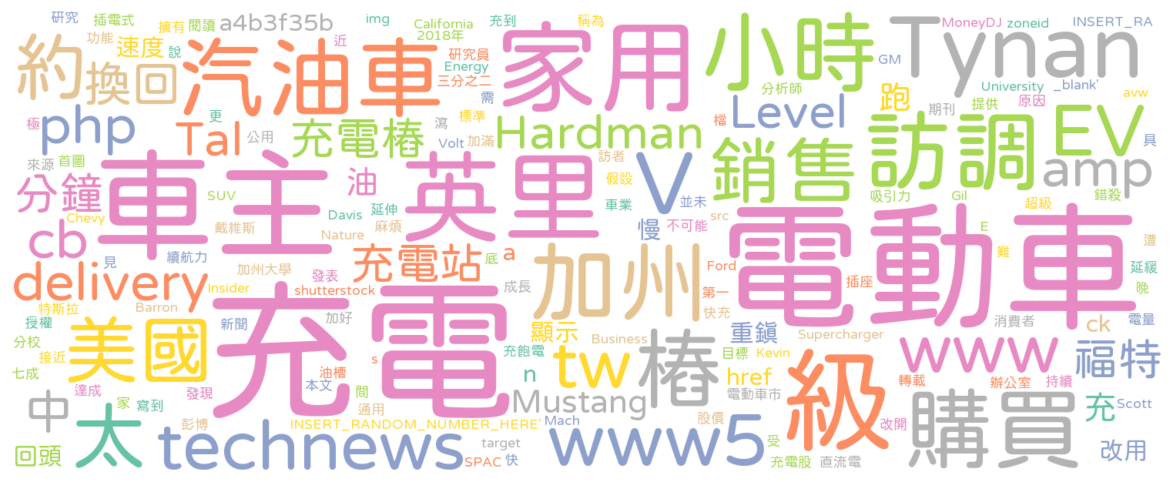 研究 插電式 擁有 閱讀 a4b3f35b img California 2018年 近 充到 稱為 MoneyDJ zoneid INSERT_RA
功能 速度 說 研究員 Energy 三分之二 GM 分析師 University _blank' avw
約 換回 汽油車 家用 小時 Tynan
更 需 標準 跑 期刊 提供 原因
極 php Tal 公用 充電樁 瀉 Volt 加滿 Hardman Level 檔 EV 具
來源 首圖 訪者 銷售 訪調 amp
分鐘 車主 油 英里 V 假設 車業 並未 吸引力 Gil 錯殺
Chevy SUV Davis 延伸 麻煩 慢 src 不可能 超級
cb 戴維斯 Nature 電動車 E 遭
見 續航力 底 a 難 延緩
delivery 加州大學 Insider 發表 充電站 加州 Ford 第一 插座 晚
特斯拉 Barron shutterstock 成長 快充 電量
授權 美國 新聞 加好 充電 顯示 Business 重鎮 Supercharger 消費者 ck
分校 接近 s 充飽電 tw 樁 目標 Kevin www 福特
七成 油槽 n 間 href 級 轉載 辦公室 持續
中 達成 家 發現 本文 Mustang 電動車市 購買 充 Scott
太 寫到 通用 股價 改開
彭博 INSERT_RANDOM_NUMBER_HERE' Mach 受
回頭 technews target www5 改用
SPAC 快 充電股 直流電